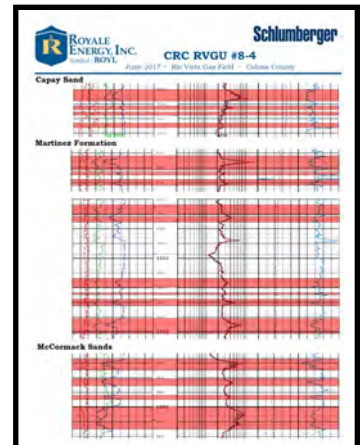 ROYALE
ENERGY, INC.
Symbol: ROYL
Schlumberger
CRC RVGU #8-4
June 2017 • Rio Vista Gas Field • Colusa County
Capay Sand
Martinez Formation
McCormack Sands